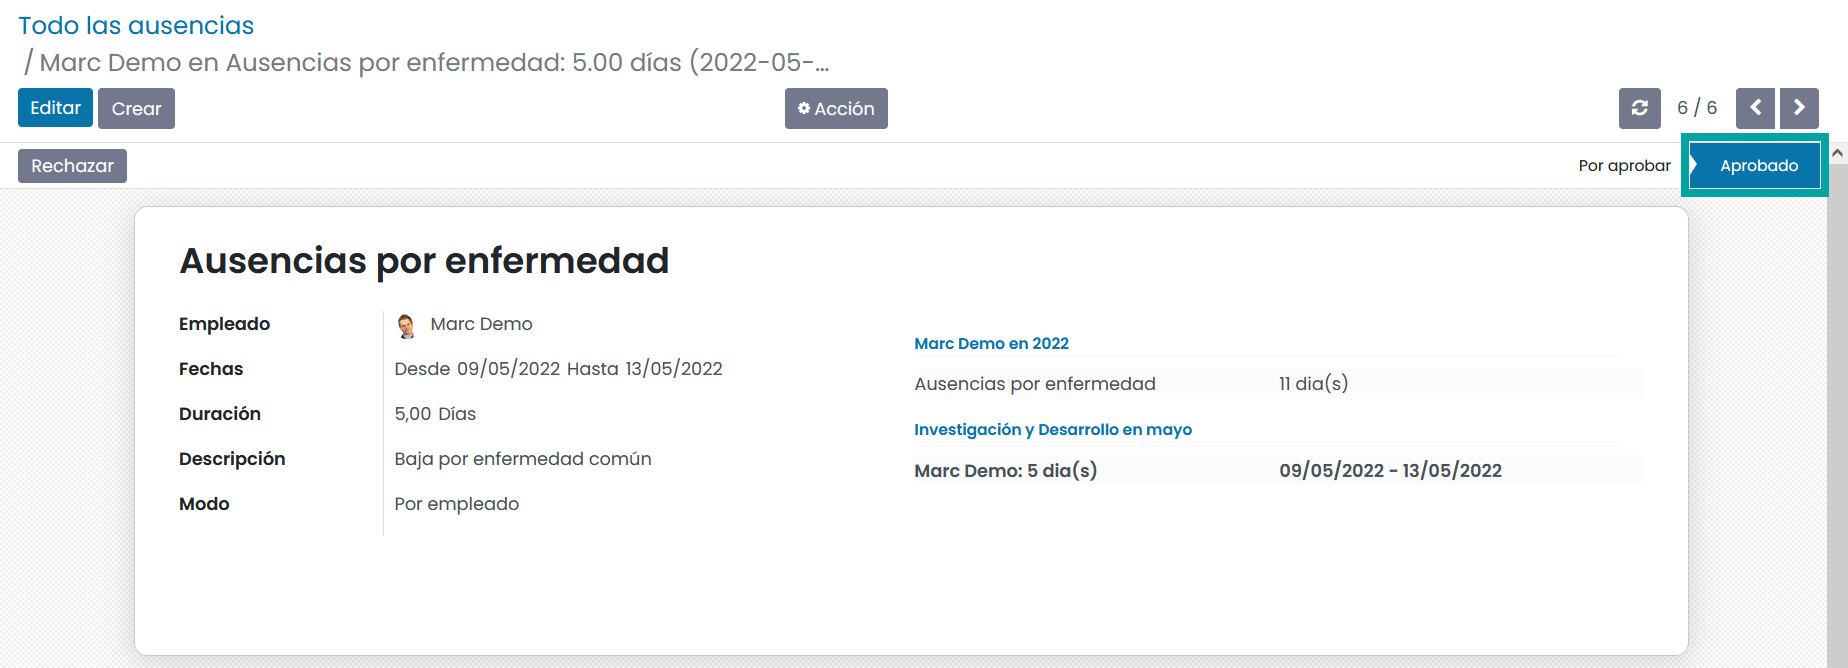 Todo las ausencias
/ Marc Demo en Ausencias por enfermedad: 5.00 días (2022-05-...
Editar Crear Acción 6 / 6
Rechazar Por aprobar Aprobado
Ausencias por enfermedad
Empleado Marc Demo
Fechas Desde 09/05/2022 Hasta 13/05/2022
Duración 5,00 Días
Descripción Baja por enfermedad común
Modo Por empleado
Marc Demo en 2022
Ausencias por enfermedad 11 dia(s)
Investigación y Desarrollo en mayo
Marc Demo: 5 dia(s) 09/05/2022 - 13/05/2022